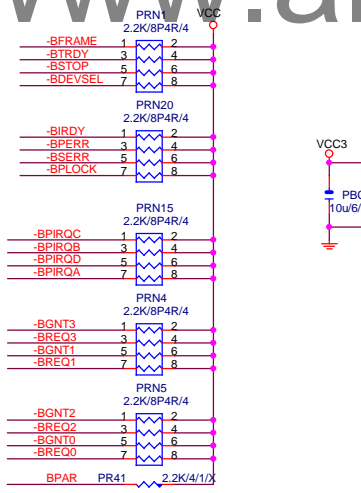 www.a
PRN1
VCC
2.2K/8P4R/4
-BFRAME 1 2
-BTRDY 3 4
-BSTOP 5 6
-BDEVSEL 7 8
PRN20
2.2K/8P4R/4
-BIRDY 1 2
-BPERR 3 4
-BSERR 5 6
-BPLOCK 7 8
VCC3
PBC
10u/6/
PRN15
2.2K/8P4R/4
-BPIRQC 1 2
-BPIRQB 3 4
-BPIRQD 5 6
-BPIRQA 7 8
PRN4
2.2K/8P4R/4
-BGNT3 1 2
-BREQ3 3 4
-BGNT1 5 6
-BREQ1 7 8
PRN5
2.2K/8P4R/4
-BGNT2 1 2
-BREQ2 3 4
-BGNT0 5 6
-BREQ0 7 8
BPAR PR41 2.2K/4/1/X